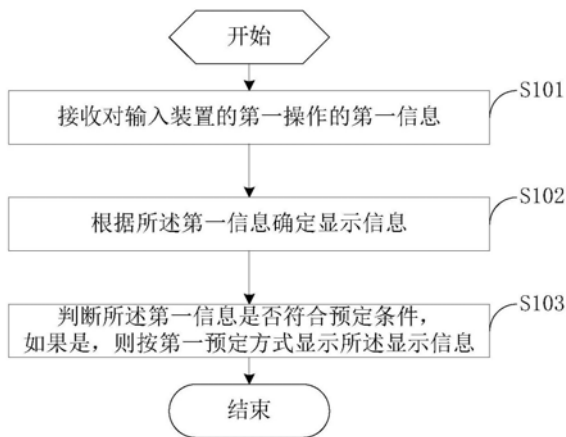 开始
S101
接收对输入装置的第一操作的第一信息
S102
根据所述第一信息确定显示信息
S103
判断所述第一信息是否符合预定条件，
如果是，则按第一预定方式显示所述显示信息
结束